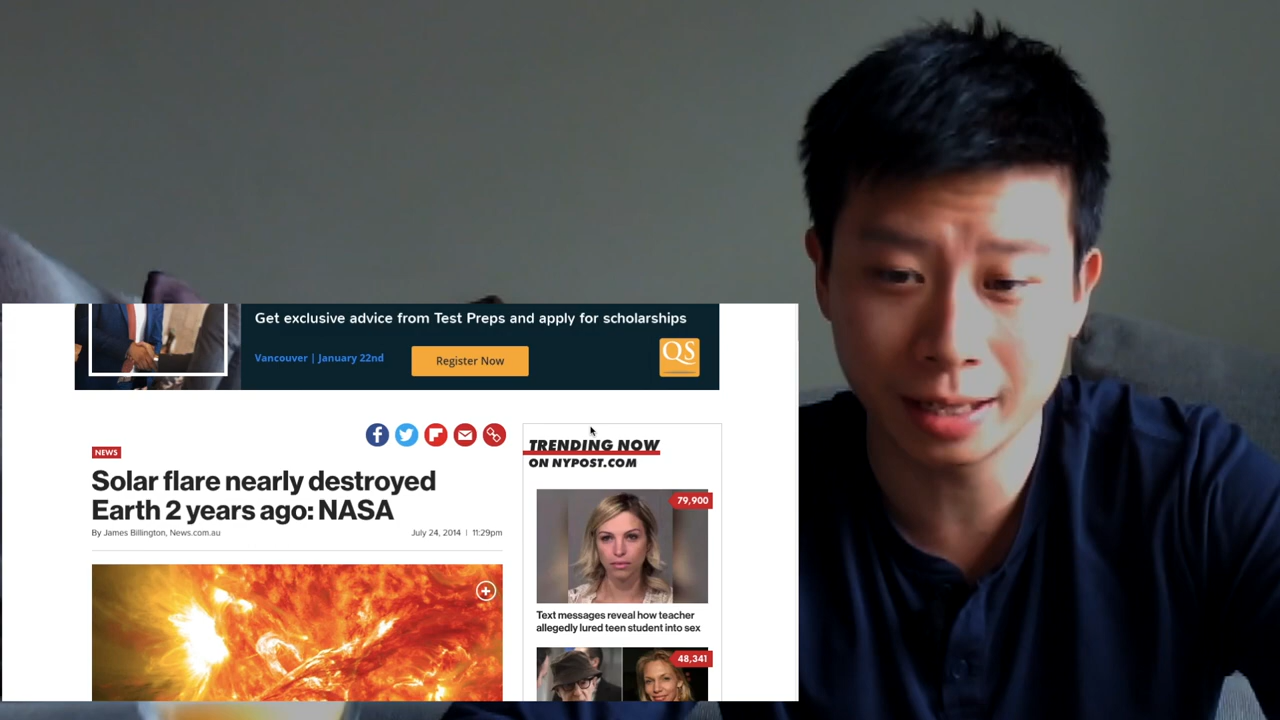 Get exclusive advice from Test Preps and apply for scholarships
Vancouver | January 22nd
Register Now
QS
NEWS
Solar flare nearly destroyed
Earth 2 years ago: NASA
By James Billington, News.com.au
July 24, 2014 | 11:29pm
TRENDING NOW
ON NYPOST.COM
79,900
Text messages reveal how teacher
allegedly lured teen student into sex
48,341